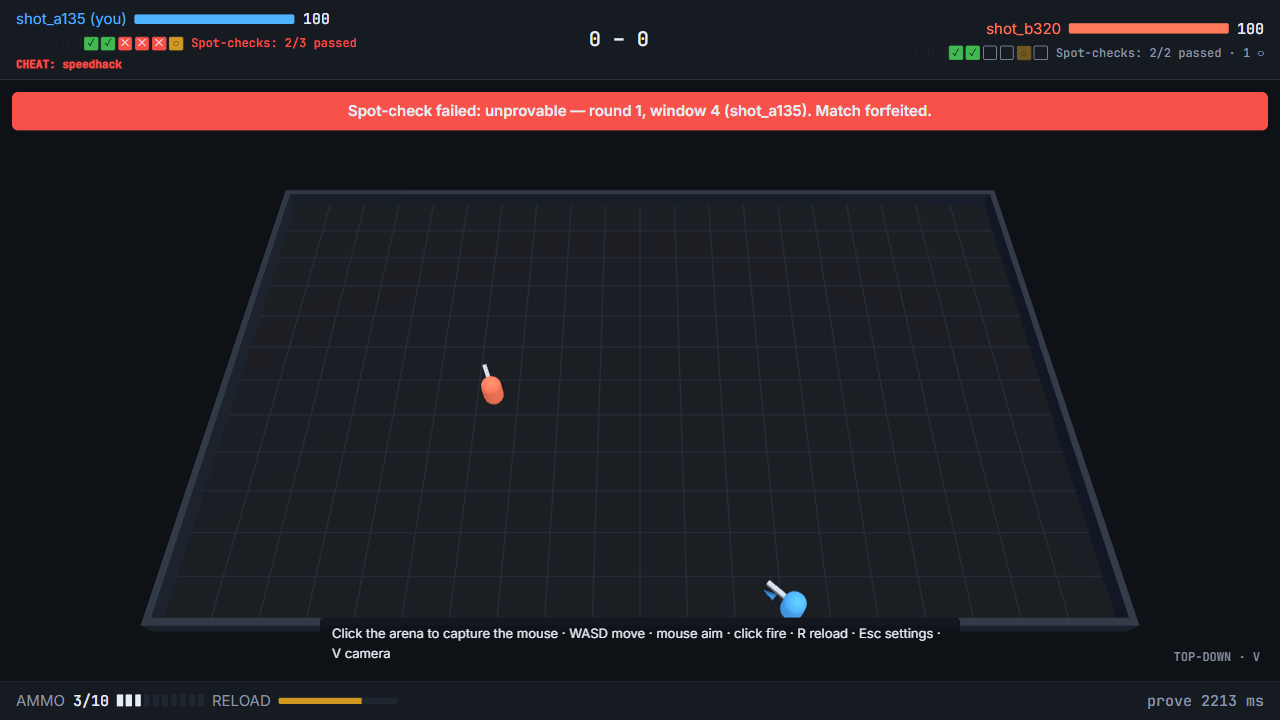 shot_a135 (you) 100
Spot-checks: 2/3 passed
CHEAT: speedhack
0 – 0
shot_b320 100
Spot-checks: 2/2 passed · 1 ○
Spot-check failed: unprovable — round 1, window 4 (shot_a135). Match forfeited.
Click the arena to capture the mouse · WASD move · mouse aim · click fire · R reload · Esc settings ·
V camera
TOP-DOWN · V
AMMO 3/10 RELOAD
prove 2213 ms